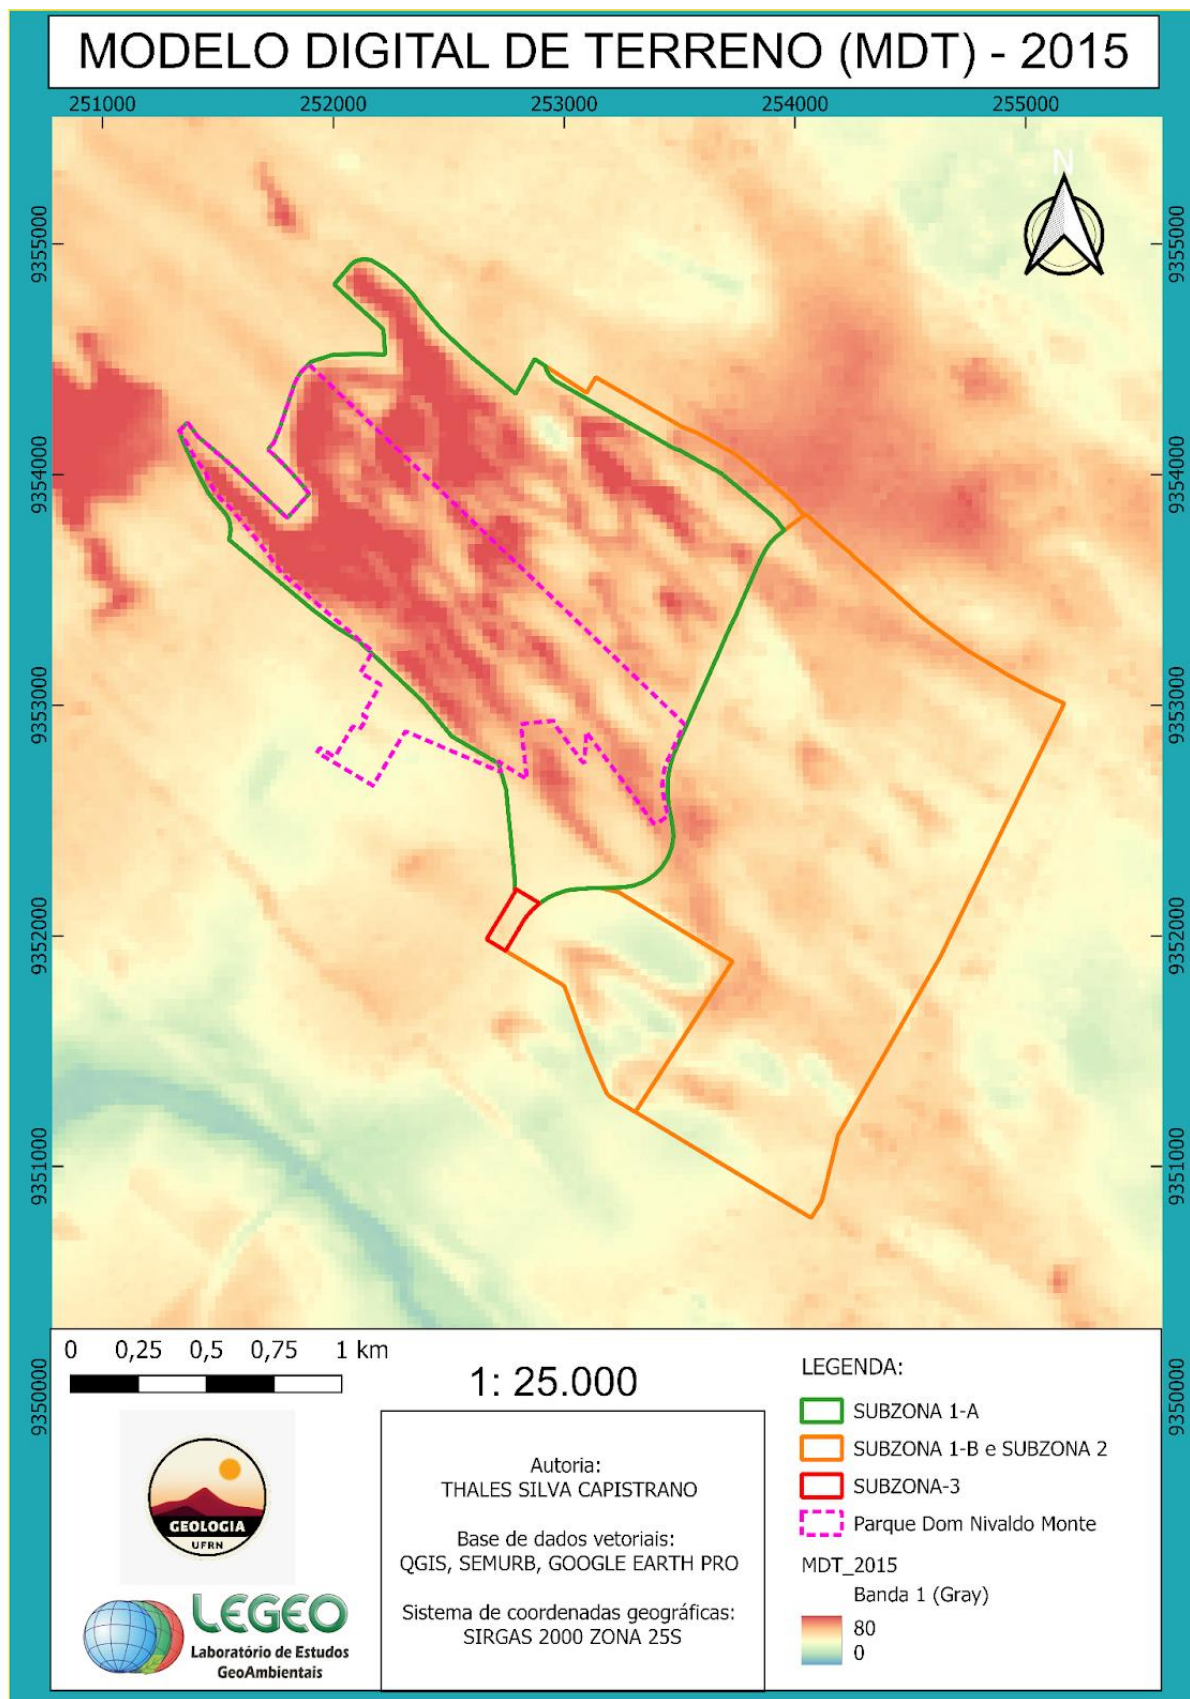 MODELO DIGITAL DE TERRENO (MDT) - 2015
251000 252000 253000 254000 255000
N
9355000 9355000
9354000 9354000
9353000 9353000
9352000 9352000
9351000 9351000
9350000 9350000
0 0,25 0,5 0,75 1 km
1: 25.000
GEOLOGIA
UFRN
LEGEO
Laboratório de Estudos
GeoAmbientais
Autoria:
THALES SILVA CAPISTRANO
Base de dados vetoriais:
QGIS, SEMURB, GOOGLE EARTH PRO
Sistema de coordenadas geográficas:
SIRGAS 2000 ZONA 25S
LEGENDA:
SUBZONA 1-A
SUBZONA 1-B e SUBZONA 2
SUBZONA-3
Parque Dom Nivaldo Monte
MDT_2015
Banda 1 (Gray)
80
0